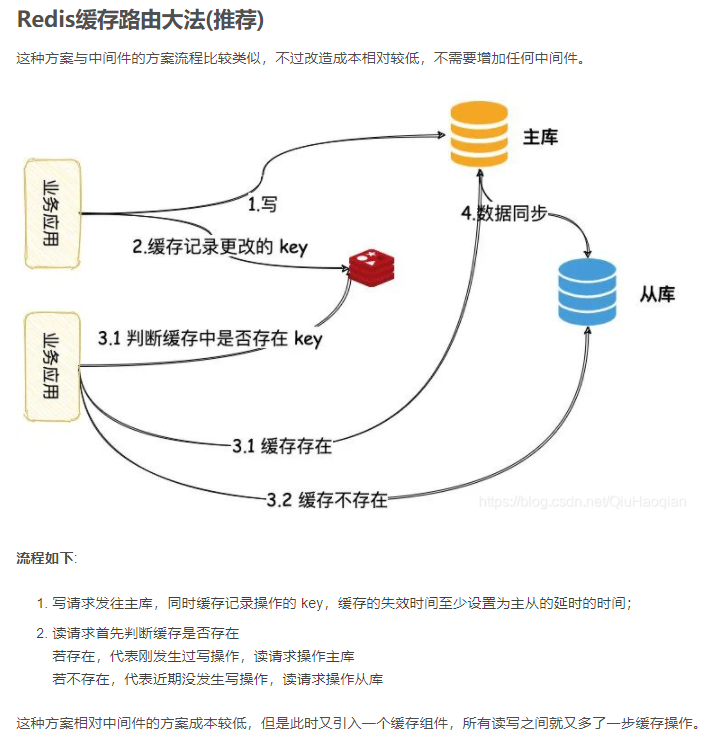 Redis缓存路由大法(推荐)
这种方案与中间件的方案流程比较类似，不过改造成本相对较低，不需要增加任何中间件。
主库
业务应用
1.写
4.数据同步
2.缓存记录更改的 key
从库
业务应用
3.1 判断缓存中是否存在 key
3.1 缓存存在
3.2 缓存不存在
https://blog.csdn.net/QiuHaoqian
流程如下:
1. 写请求发往主库，同时缓存记录操作的 key，缓存的失效时间至少设置为主从的延时的时间；
2. 读请求首先判断缓存是否存在
若存在，代表刚发生过写操作，读请求操作主库
若不存在，代表近期没发生写操作，读请求操作从库
这种方案相对中间件的方案成本较低，但是此时又引入一个缓存组件，所有读写之间就又多了一步缓存操作。